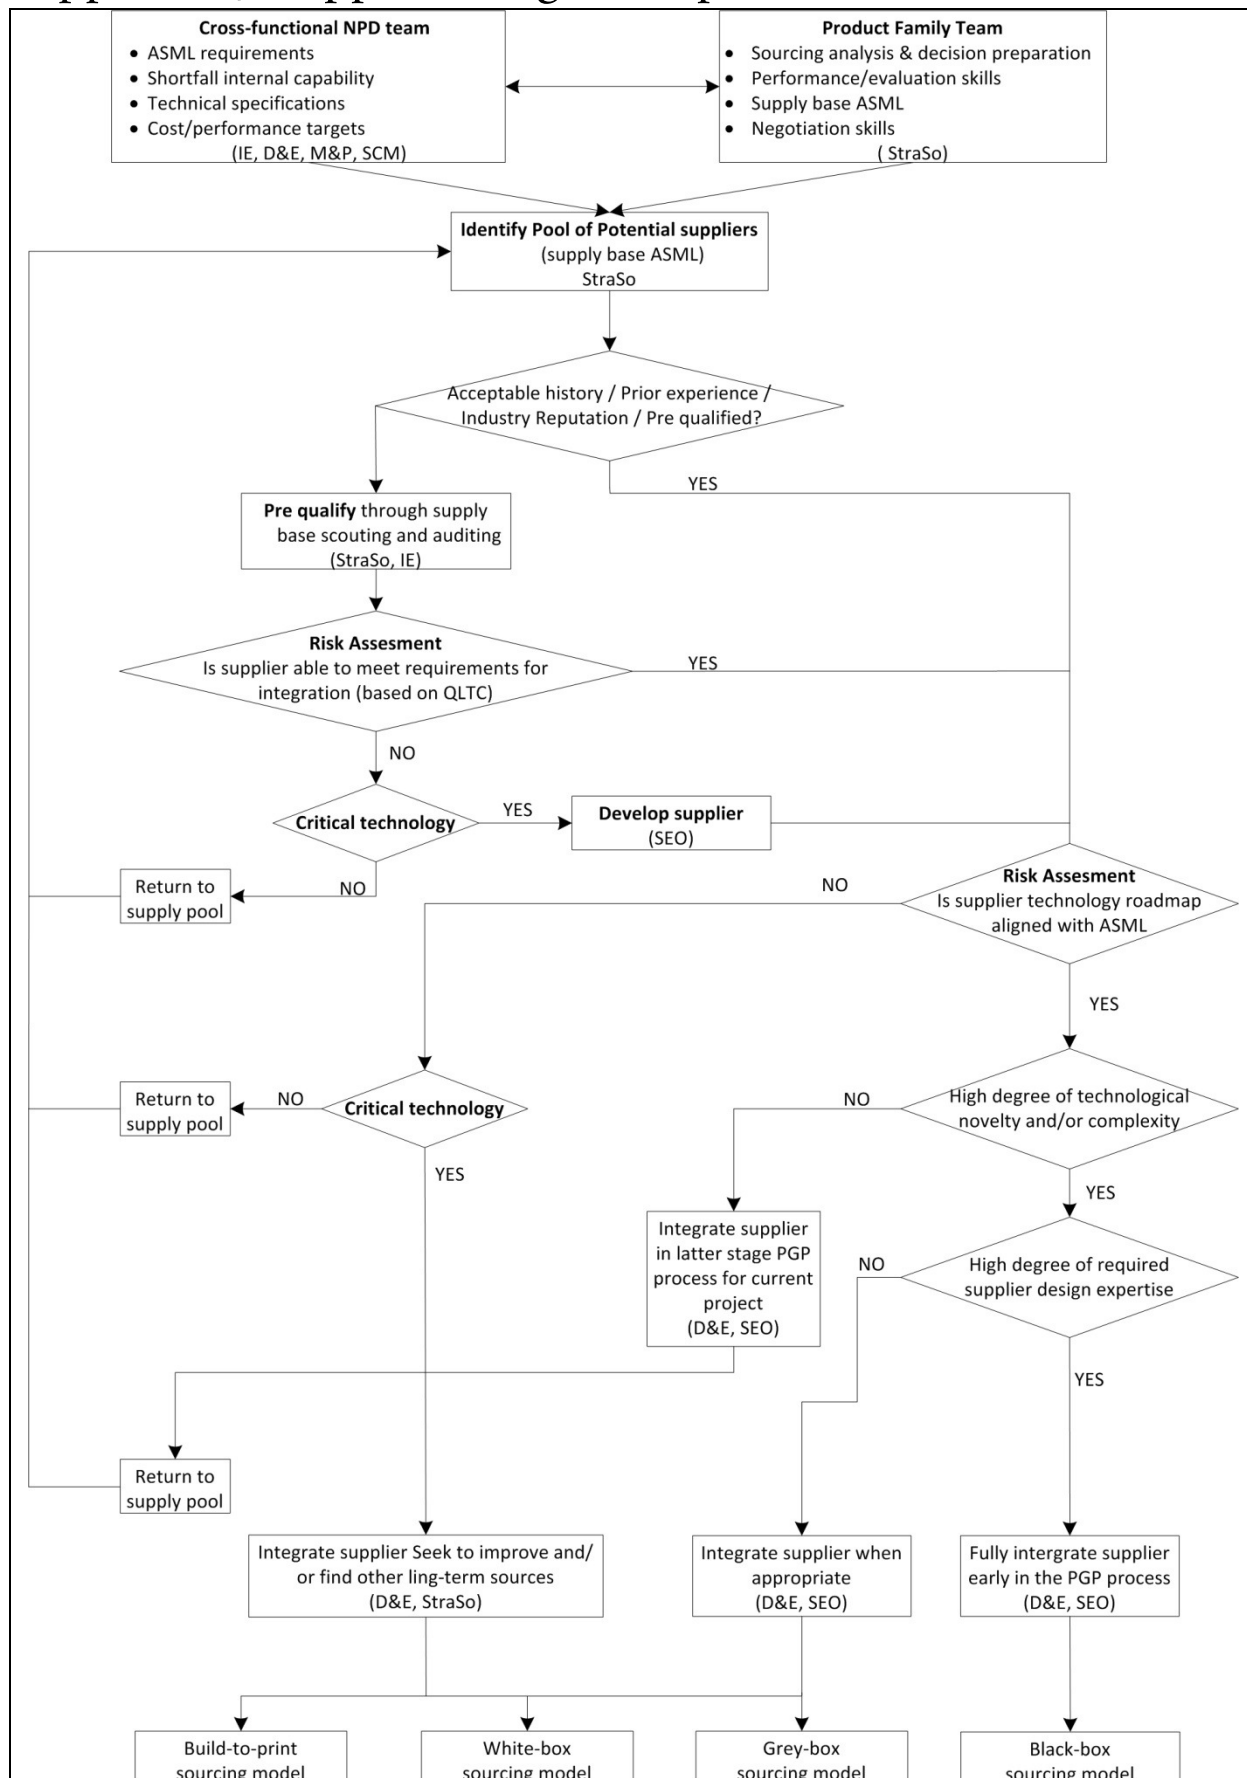 Cross-functional NPD team
• ASML requirements
• Shortfall internal capability
• Technical specifications
• Cost/performance targets
(IE, D&E, M&P, SCM)
Product Family Team
• Sourcing analysis & decision preparation
• Performance/evaluation skills
• Supply base ASML
• Negotiation skills
( StraSo)
Identify Pool of Potential suppliers
(supply base ASML)
StraSo
Acceptable history / Prior experience /
Industry Reputation / Pre qualified?
YES
Pre qualify through supply
base scouting and auditing
(StraSo, IE)
Risk Assesment
Is supplier able to meet requirements for
integration (based on QLTC)
YES
NO
Critical technology
YES
Develop supplier
(SEO)
NO
Return to
supply pool
Risk Assesment
Is supplier technology roadmap
aligned with ASML
NO
YES
Critical technology
NO
Return to
supply pool
YES
High degree of technological
novelty and/or complexity
NO
YES
Integrate supplier
in latter stage PGP
process for current
project
(D&E, SEO)
High degree of required
supplier design expertise
NO
YES
Return to
supply pool
Integrate supplier Seek to improve and/
or find other ling-term sources
(D&E, StraSo)
Integrate supplier when
appropriate
(D&E, SEO)
Fully intergrate supplier
early in the PGP process
(D&E, SEO)
Build-to-print
sourcing model
White-box
sourcing model
Grey-box
sourcing model
Black-box
sourcing model